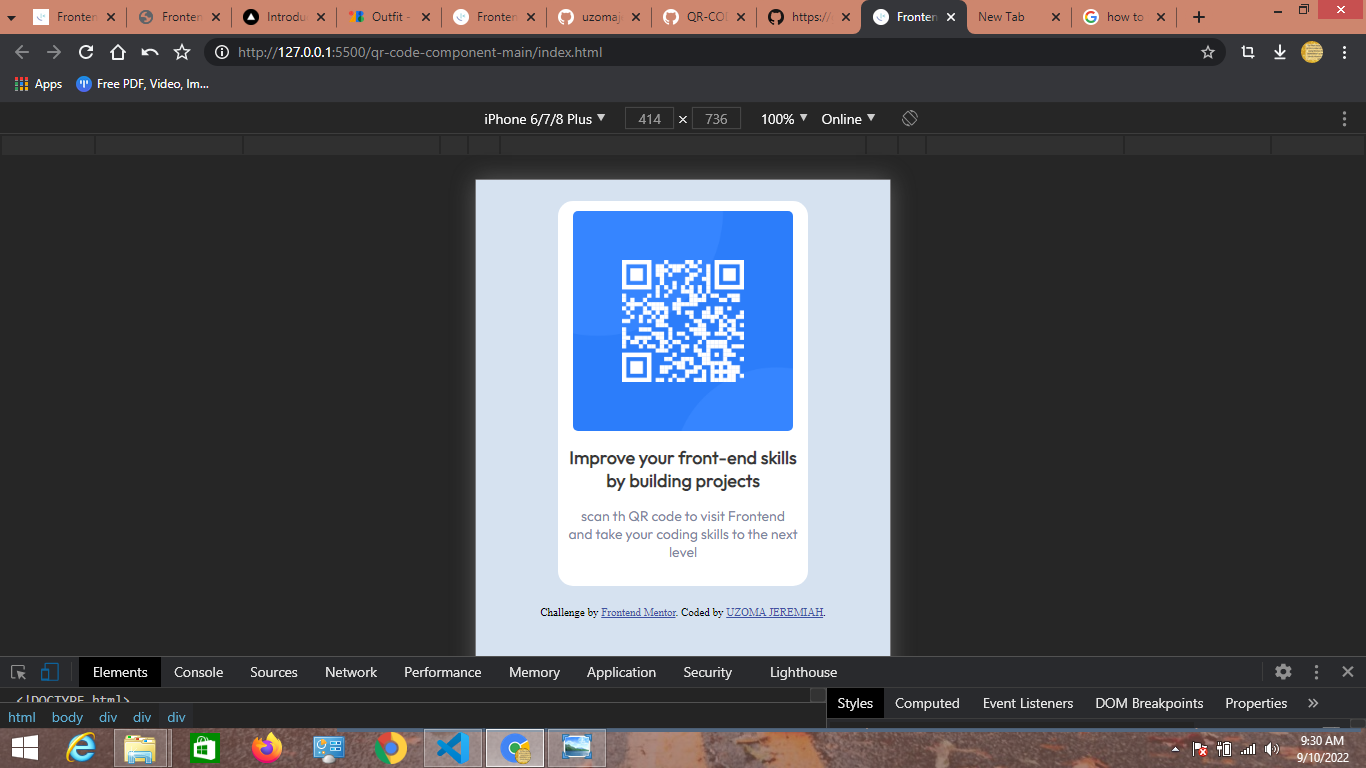 Fronten
Fronten
Introdu
Outfit -
Fronten
uzomaj
QR-CO
https://
Fronten
New Tab
how to
http://127.0.0.1:5500/qr-code-component-main/index.html
Apps
Free PDF, Video, Im...
iPhone 6/7/8 Plus
414 × 736
100%
Online
Improve your front-end skills
by building projects
scan th QR code to visit Frontend
and take your coding skills to the next
level
Challenge by Frontend Mentor. Coded by UZOMA JEREMIAH.
Elements Console Sources Network Performance Memory Application Security Lighthouse
<!DOCTYPE html>
Styles Computed Event Listeners DOM Breakpoints Properties »
html body div div div
9:30 AM
9/10/2022